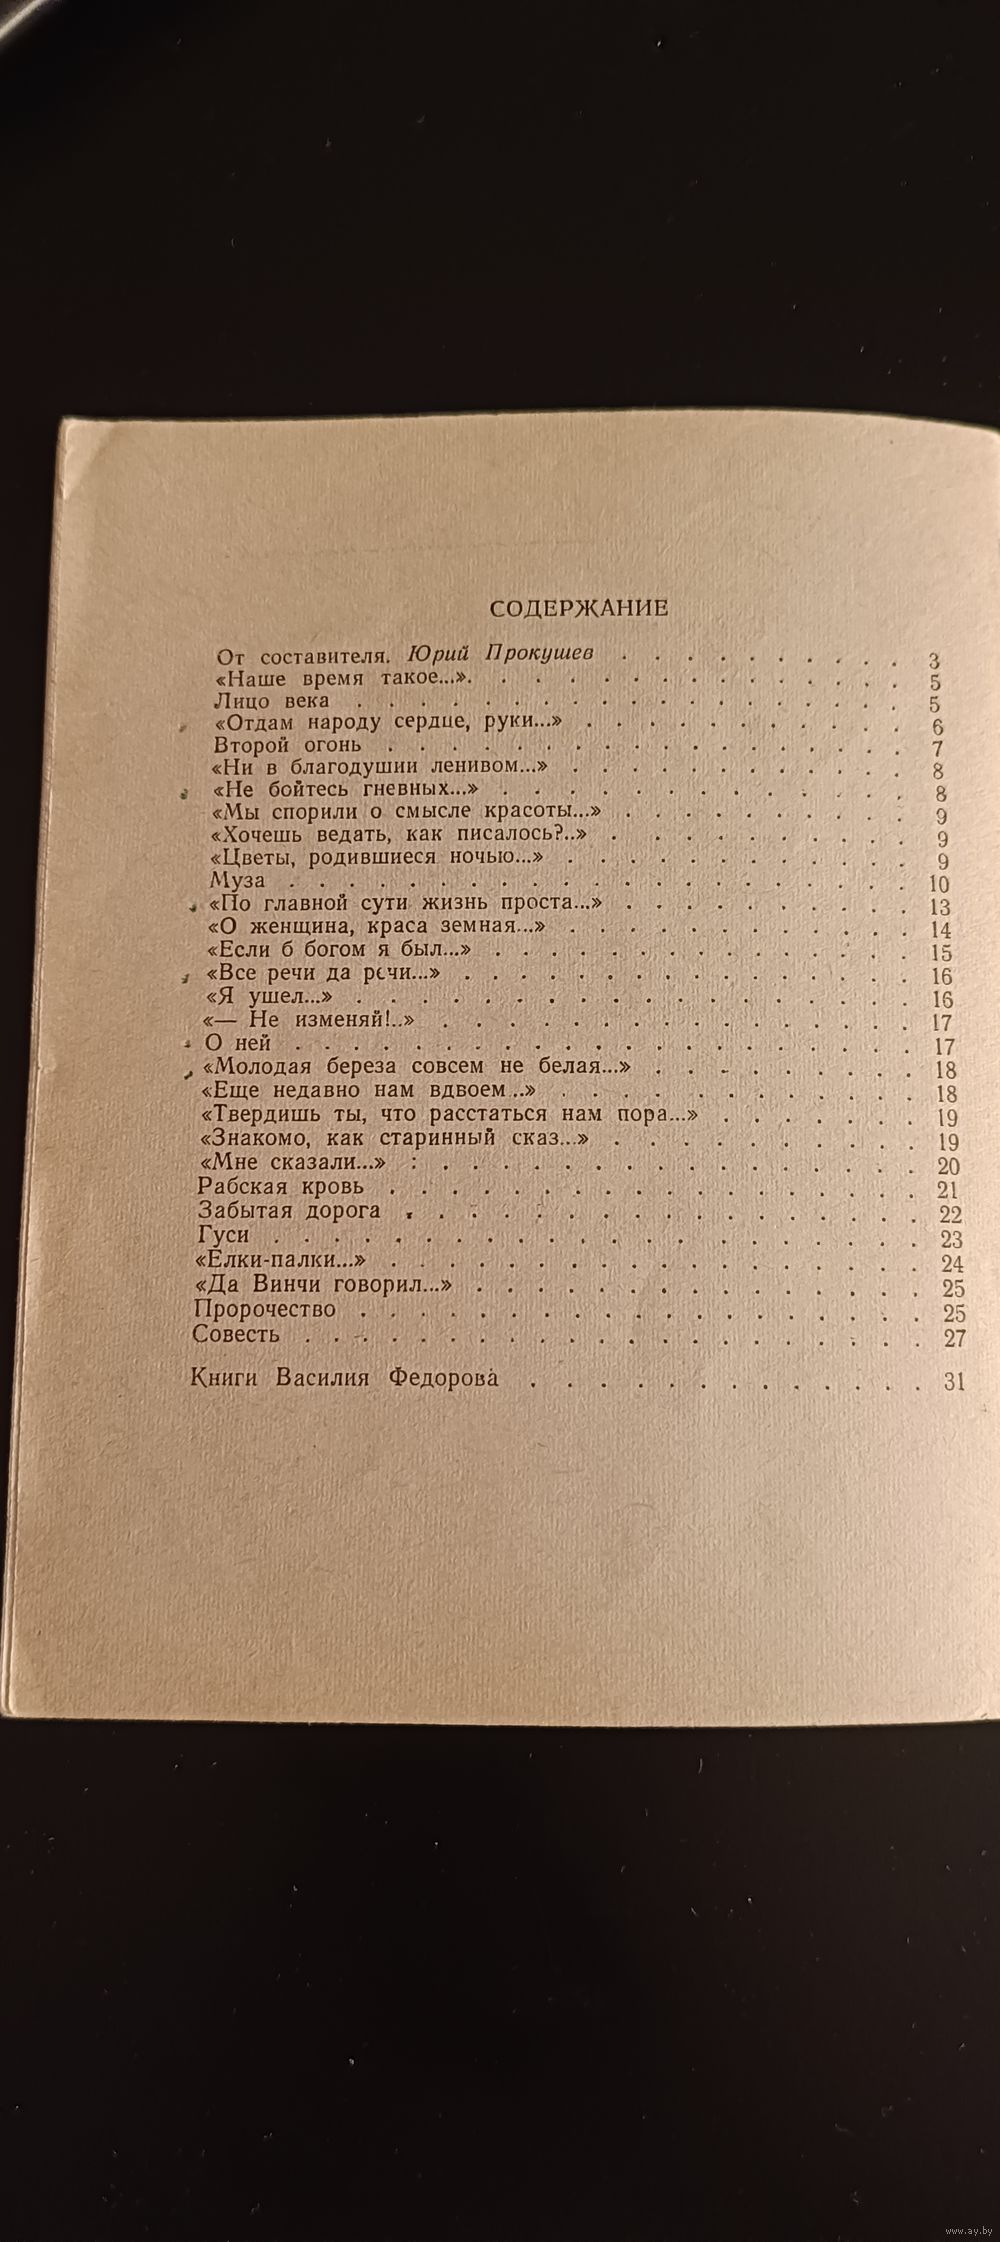 СОДЕРЖАНИЕ
От составителя. Юрий Прокушев . . . . . . . . . . 3
«Наше время такое...». . . . . . . . . . . . . . 5
Лицо века . . . . . . . . . . . . . . . . . . 5
«Отдам народу сердце, руки...» . . . . . . . . . . . 6
Второй огонь . . . . . . . . . . . . . . . . . 7
«Ни в благодушии ленивом...» . . . . . . . . . . . 8
«Не бойтесь гневных...» . . . . . . . . . . . . . 8
«Мы спорили о смысле красоты...» . . . . . . . . . . 9
«Хочешь ведать, как писалось?..» . . . . . . . . . . 9
«Цветы, родившиеся ночью...» . . . . . . . . . . . 9
Муза . . . . . . . . . . . . . . . . . . . . 10
«По главной сути жизнь проста...» . . . . . . . . . . 13
«О женщина, краса земная...» . . . . . . . . . . . 14
«Если б богом я был...» . . . . . . . . . . . . . 15
«Все речи да речи...» . . . . . . . . . . . . . . 16
«Я ушел...» . . . . . . . . . . . . . . . . . 16
«— Не изменяй!..» . . . . . . . . . . . . . . . 17
О ней . . . . . . . . . . . . . . . . . . . . 17
«Молодая береза совсем не белая...» . . . . . . . . . 18
«Еще недавно нам вдвоем...» . . . . . . . . . . . . 18
«Твердишь ты, что расстаться нам пора...» . . . . . . . 19
«Знакомо, как старинный сказ...» . . . . . . . . . . 19
«Мне сказали...» . . . . . . . . . . . . . . . . 20
Рабская кровь . . . . . . . . . . . . . . . . . 21
Забытая дорога . . . . . . . . . . . . . . . . . 22
Гуси . . . . . . . . . . . . . . . . . . . . . 23
«Елки-палки...» . . . . . . . . . . . . . . . . . 24
«Да Винчи говорил...» . . . . . . . . . . . . . . 25
Пророчество . . . . . . . . . . . . . . . . . . 25
Совесть . . . . . . . . . . . . . . . . . . . . 27
Книги Василия Федорова . . . . . . . . . . . . . 31
www.ay.by